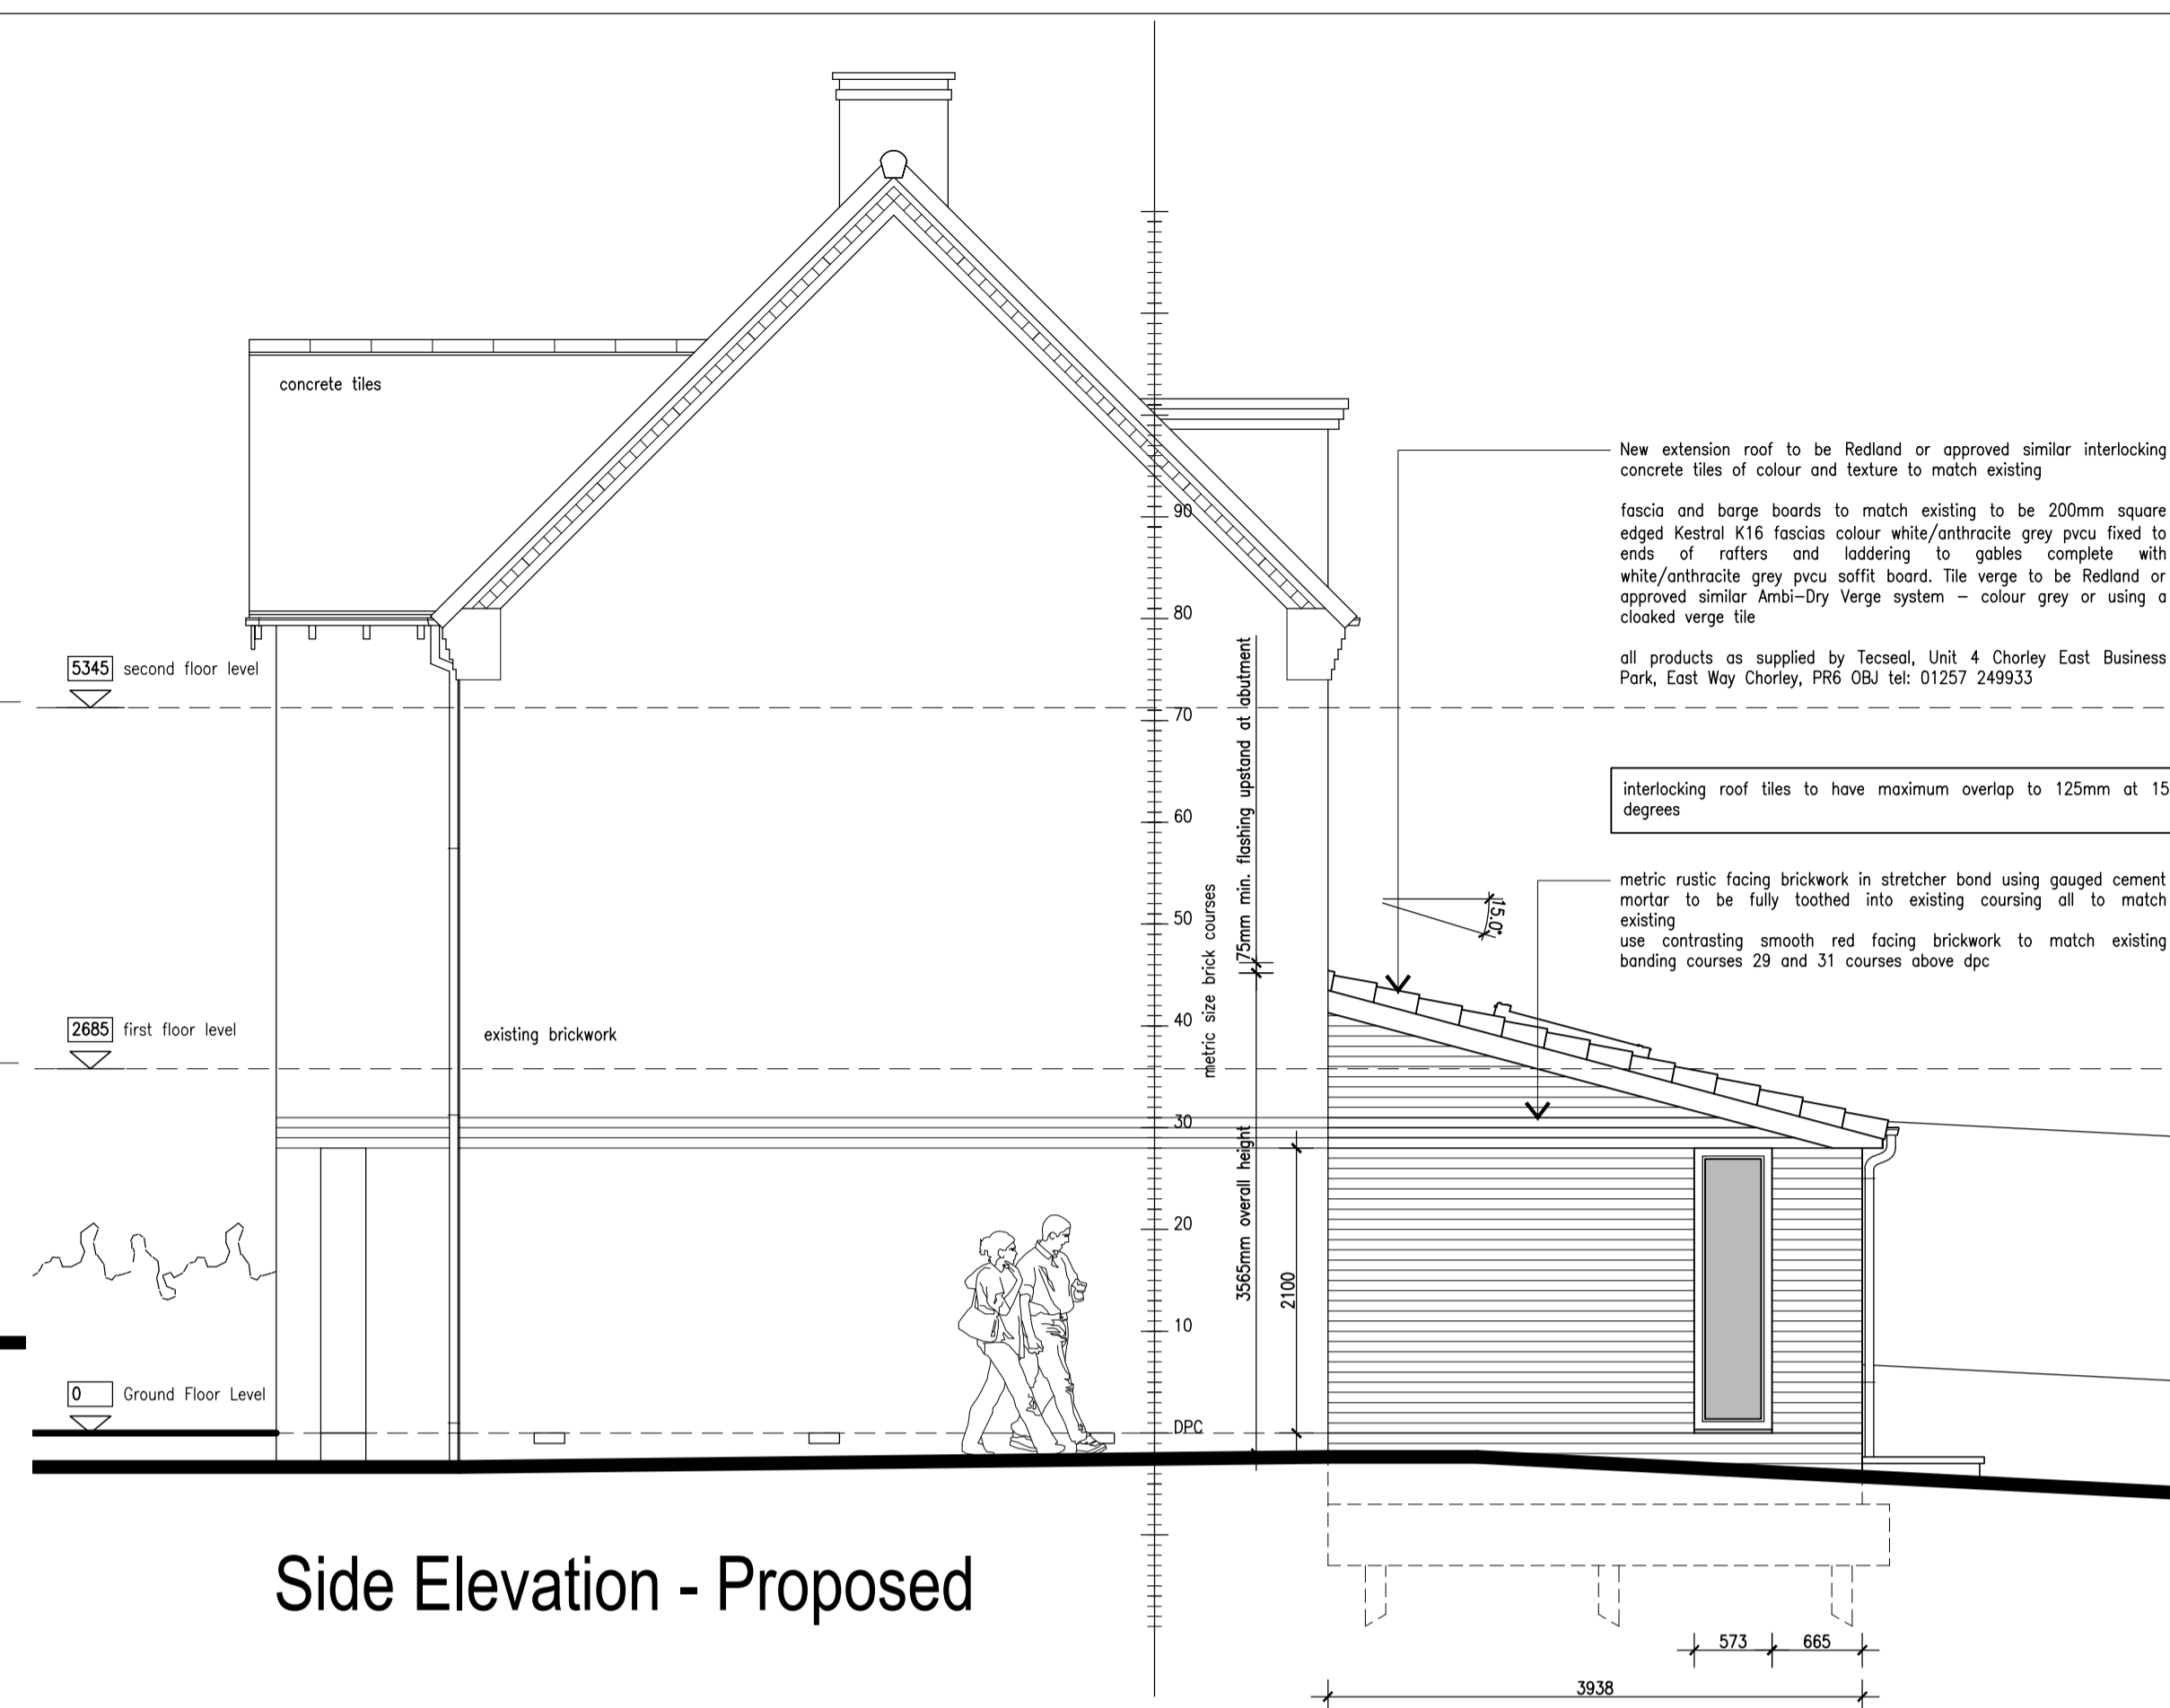 concrete tiles
New extension roof to be Redland or approved similar interlocking
concrete tiles of colour and texture to match existing
fascia and barge boards to match existing to be 200mm square
edged Kestral K16 fascias colour white/anthracite grey pvcu fixed to
ends of rafters and laddering to gables complete with
white/anthracite grey pvcu soffit board. Tile verge to be Redland or
approved similar Ambi-Dry Verge system - colour grey or using a
cloaked verge tile
all products as supplied by Tecseal, Unit 4 Chorley East Business
Park, East Way Chorley, PR6 OBJ tel: 01257 249933
interlocking roof tiles to have maximum overlap to 125mm at 15
degrees
metric rustic facing brickwork in stretcher bond using gauged cement
mortar to be fully toothed into existing coursing all to match
existing
use contrasting smooth red facing brickwork to match existing
banding courses 29 and 31 courses above dpc
5345 second floor level
2685 first floor level
0 Ground Floor Level
existing brickwork
90
80
70
60
50
40
30
20
10
DPC
metric size brick courses
75mm min. flashing upstand at abutment
3565mm overall height
2100
15.0°
573
665
3938
Side Elevation - Proposed